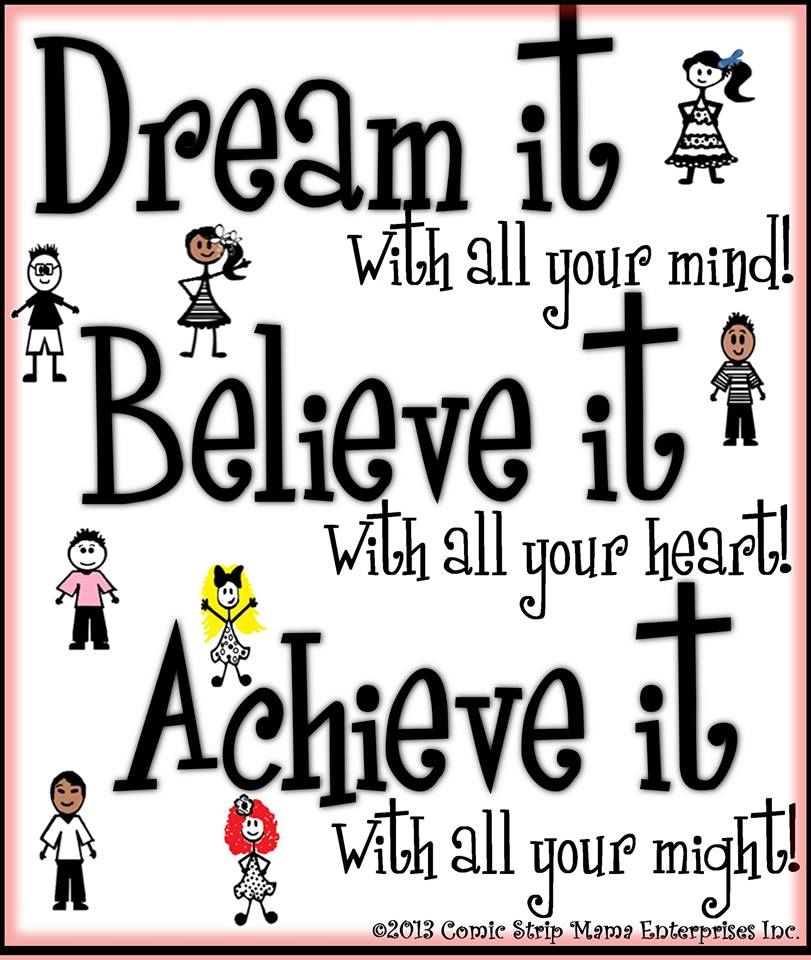 Dream it
With all your mind!
Believe it
With all your heart!
Achieve it
With all your might!
©2013 Comic Strip Mama Enterprises Inc.